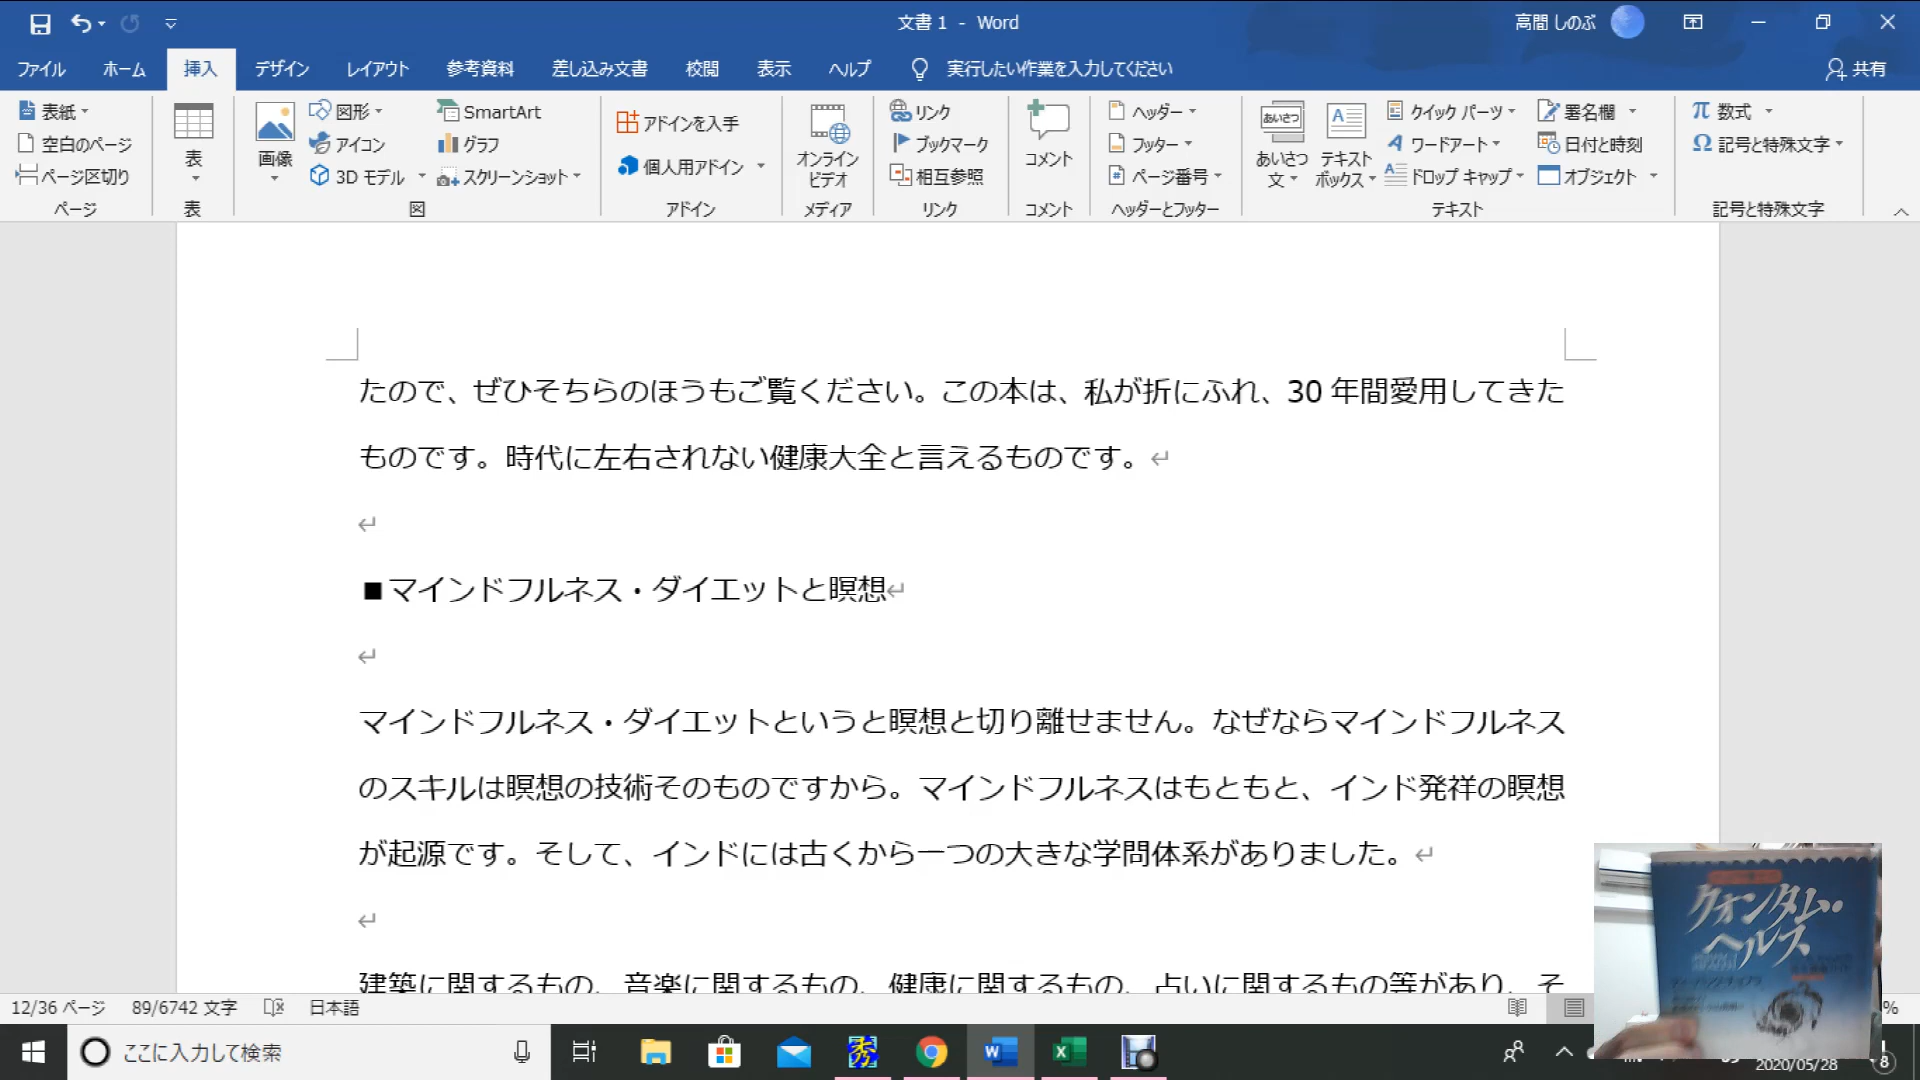 文書 1 - Word
高間 しのぶ
ファイル ホーム 挿入 デザイン レイアウト 参考資料 差し込み文書 校閲 表示 ヘルプ 実行したい作業を入力してください 共有
表紙
空白のページ
ページ区切り
ページ
表
表
画像
図形
アイコン
3D モデル
SmartArt
グラフ
スクリーンショット
図
アドインを入手
個人用アドイン
アドイン
オンライン
ビデオ
メディア
リンク
ブックマーク
相互参照
リンク
コメント
コメント
ヘッダー
フッター
ページ番号
ヘッダーとフッター
あいさつ
あいさつ
文
テキスト
ボックス
クイック パーツ
ワードアート
ドロップ キャップ
署名欄
日付と時刻
オブジェクト
テキスト
数式
記号と特殊文字
記号と特殊文字
たので、ぜひそちらのほうもご覧ください。この本は、私が折にふれ、30 年間愛用してきた
ものです。時代に左右されない健康大全と言えるものです。
■マインドフルネス・ダイエットと瞑想
マインドフルネス・ダイエットというと瞑想と切り離せません。なぜならマインドフルネス
のスキルは瞑想の技術そのものですから。マインドフルネスはもともと、インド発祥の瞑想
が起源です。そして、インドには古くから一つの大きな学問体系がありました。
建築に関するもの、音楽に関するもの、健康に関するもの、占いに関するもの等があり、そ
クォンタム・
ヘルス
12/36 ページ 89/6742 文字 日本語 %
ここに入力して検索
秀
2020/05/28
8